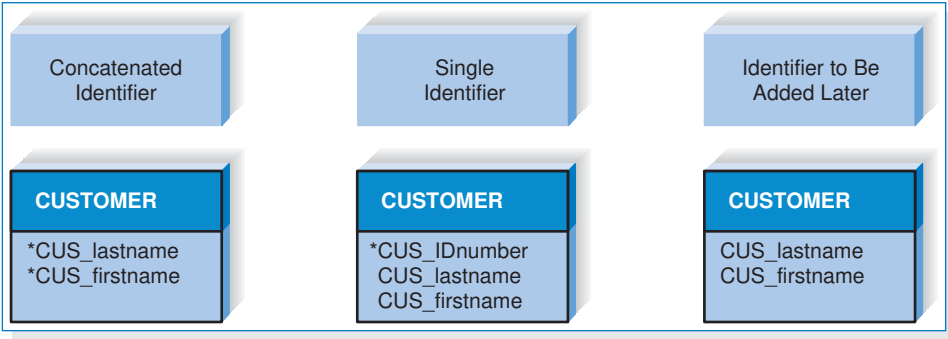 Concatenated
Identifier
Single
Identifier
Identifier to Be
Added Later
CUSTOMER
*CUS_lastname
*CUS_firstname
CUSTOMER
*CUS_IDnumber
CUS_lastname
CUS_firstname
CUSTOMER
CUS_lastname
CUS_firstname